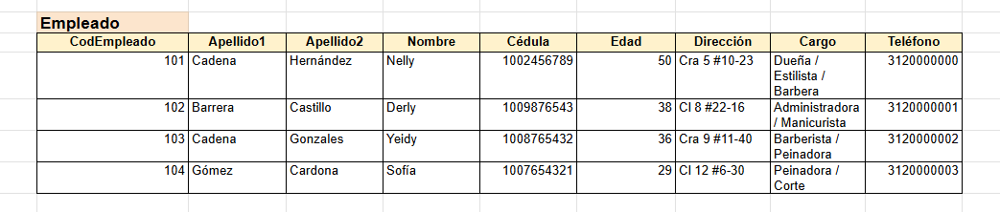 Empleado
CodEmpleado Apellido1 Apellido2 Nombre Cédula Edad Dirección Cargo Teléfono
101 Cadena Hernández Nelly 1002456789 50 Cra 5 #10-23 Dueña / 3120000000
Estilista /
Barbera
102 Barrera Castillo Derly 1009876543 38 Cl 8 #22-16 Administradora 3120000001
/ Manicurista
103 Cadena Gonzales Yeidy 1008765432 36 Cra 9 #11-40 Barberista / 3120000002
Peinadora
104 Gómez Cardona Sofía 1007654321 29 Cl 12 #6-30 Peinadora / 3120000003
Corte